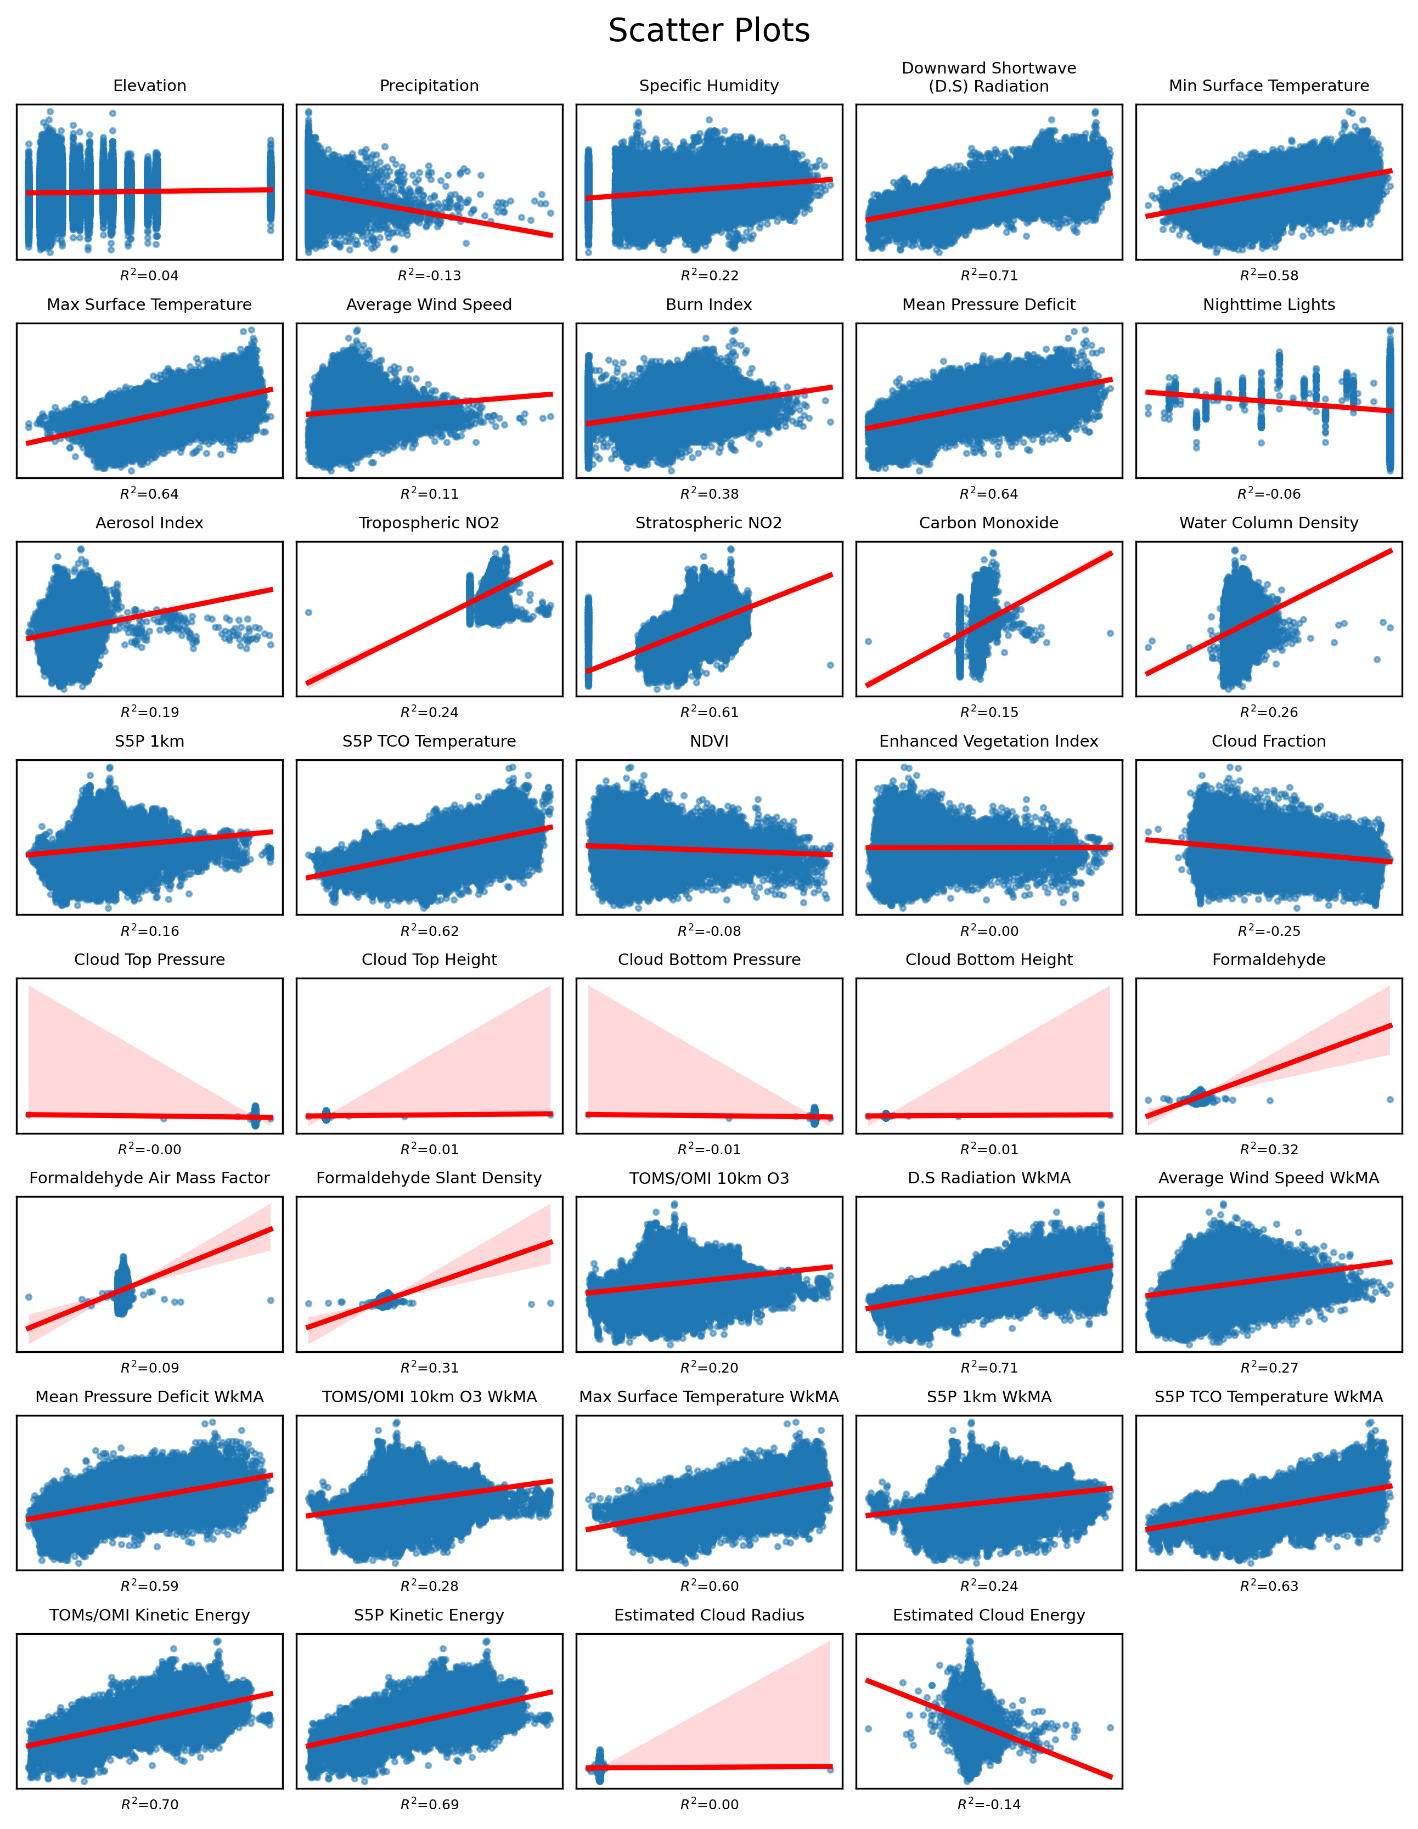 Scatter Plots
Downward Shortwave
Elevation Precipitation Specific Humidity (D.S) Radiation Min Surface Temperature
R²=0.04 R²=-0.13 R²=0.22 R²=0.71 R²=0.58
Max Surface Temperature Average Wind Speed Burn Index Mean Pressure Deficit Nighttime Lights
R²=0.64 R²=0.11 R²=0.38 R²=0.64 R²=-0.06
Aerosol Index Tropospheric NO2 Stratospheric NO2 Carbon Monoxide Water Column Density
R²=0.19 R²=0.24 R²=0.61 R²=0.15 R²=0.26
S5P 1km S5P TCO Temperature NDVI Enhanced Vegetation Index Cloud Fraction
R²=0.16 R²=0.62 R²=-0.08 R²=0.00 R²=-0.25
Cloud Top Pressure Cloud Top Height Cloud Bottom Pressure Cloud Bottom Height Formaldehyde
R²=-0.00 R²=0.01 R²=-0.01 R²=0.01 R²=0.32
Formaldehyde Air Mass Factor Formaldehyde Slant Density TOMS/OMI 10km O3 D.S Radiation WkMA Average Wind Speed WkMA
R²=0.09 R²=0.31 R²=0.20 R²=0.71 R²=0.27
Mean Pressure Deficit WkMA TOMS/OMI 10km O3 WkMA Max Surface Temperature WkMA S5P 1km WkMA S5P TCO Temperature WkMA
R²=0.59 R²=0.28 R²=0.60 R²=0.24 R²=0.63
TOMs/OMI Kinetic Energy S5P Kinetic Energy Estimated Cloud Radius Estimated Cloud Energy
R²=0.70 R²=0.69 R²=0.00 R²=-0.14